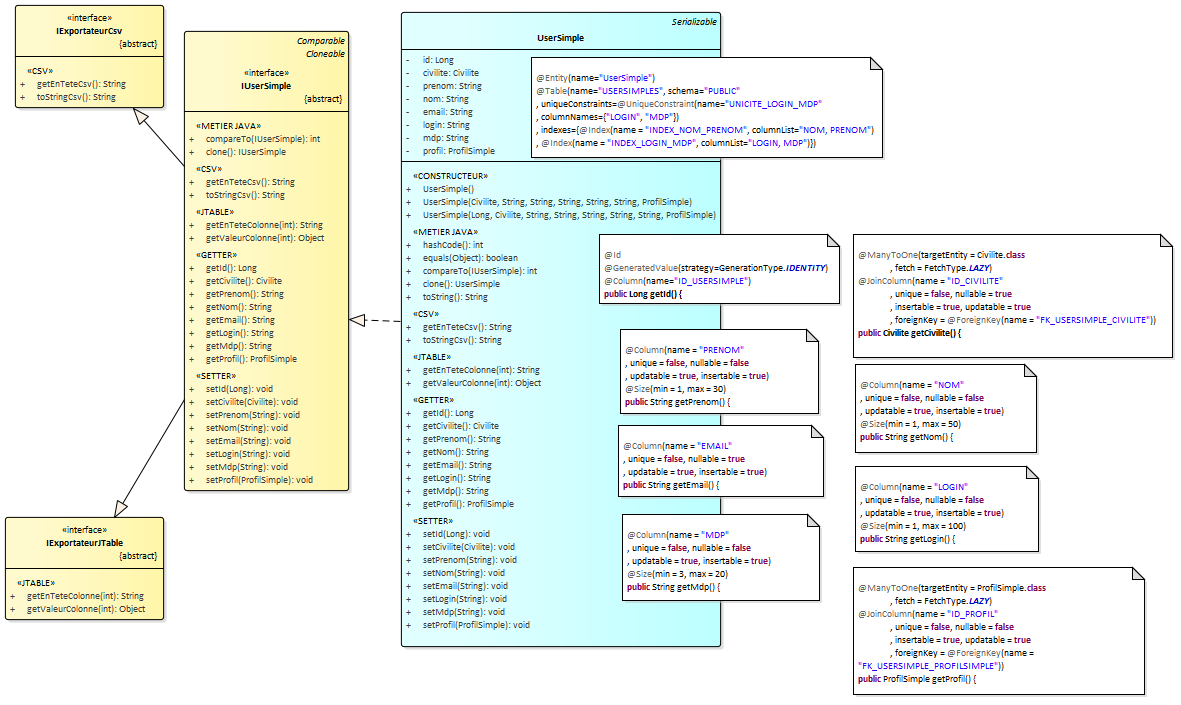 «interface»
IExportateurCsv
{abstract}
«CSV»
+ getEnTeteCsv(): String
+ toStringCsv(): String
Comparable
Cloneable
«interface»
IUserSimple
{abstract}
«METIER JAVA»
+ compareTo(IUserSimple): int
+ clone(): IUserSimple
«CSV»
+ getEnTeteCsv(): String
+ toStringCsv(): String
«JTABLE»
+ getEnTeteColonne(int): String
+ getValeurColonne(int): Object
«GETTER»
+ getId(): Long
+ getCivilite(): Civilite
+ getPrenom(): String
+ getNom(): String
+ getEmail(): String
+ getLogin(): String
+ getMdp(): String
+ getProfil(): ProfilSimple
«SETTER»
+ setId(Long): void
+ setCivilite(Civilite): void
+ setPrenom(String): void
+ setNom(String): void
+ setEmail(String): void
+ setLogin(String): void
+ setMdp(String): void
+ setProfil(ProfilSimple): void
«interface»
IExportateurJTable
{abstract}
«JTABLE»
+ getEnTeteColonne(int): String
+ getValeurColonne(int): Object
Serializable
UserSimple
- id: Long
- civilite: Civilite
- prenom: String
- nom: String
- email: String
- login: String
- mdp: String
- profil: ProfilSimple
«CONSTRUCTEUR»
+ UserSimple()
+ UserSimple(Civilite, String, String, String, String, String, ProfilSimple)
+ UserSimple(Long, Civilite, String, String, String, String, String, ProfilSimple)
«METIER JAVA»
+ hashCode(): int
+ equals(Object): boolean
+ compareTo(IUserSimple): int
+ clone(): UserSimple
+ toString(): String
«CSV»
+ getEnTeteCsv(): String
+ toStringCsv(): String
«JTABLE»
+ getEnTeteColonne(int): String
+ getValeurColonne(int): Object
«GETTER»
+ getId(): Long
+ getCivilite(): Civilite
+ getPrenom(): String
+ getNom(): String
+ getEmail(): String
+ getLogin(): String
+ getMdp(): String
+ getProfil(): ProfilSimple
«SETTER»
+ setId(Long): void
+ setCivilite(Civilite): void
+ setPrenom(String): void
+ setNom(String): void
+ setEmail(String): void
+ setLogin(String): void
+ setMdp(String): void
+ setProfil(ProfilSimple): void
@Entity(name="UserSimple")
@Table(name="USERSIMPLES", schema="PUBLIC"
, uniqueConstraints=@UniqueConstraint(name="UNICITE_LOGIN_MDP"
, columnNames={"LOGIN", "MDP"})
, indexes={@Index(name = "INDEX_NOM_PRENOM", columnList="NOM, PRENOM")
, @Index(name = "INDEX_LOGIN_MDP", columnList="LOGIN, MDP")})
@Id
@GeneratedValue(strategy=GenerationType.IDENTITY)
@Column(name="ID_USERSIMPLE")
public Long getId() {
@Column(name = "PRENOM"
, unique = false, nullable = false
, updatable = true, insertable = true)
@Size(min = 1, max = 30)
public String getPrenom() {
@Column(name = "EMAIL"
, unique = false, nullable = true
, updatable = true, insertable = true)
public String getEmail() {
@Column(name = "MDP"
, unique = false, nullable = false
, updatable = true, insertable = true)
@Size(min = 3, max = 20)
public String getMdp() {
@ManyToOne(targetEntity = Civilite.class
, fetch = FetchType.LAZY)
@JoinColumn(name = "ID_CIVILITE"
, unique = false, nullable = true
, insertable = true, updatable = true
, foreignKey = @ForeignKey(name = "FK_USERSIMPLE_CIVILITE"))
public Civilite getCivilite() {
@Column(name = "NOM"
, unique = false, nullable = false
, updatable = true, insertable = true)
@Size(min = 1, max = 50)
public String getNom() {
@Column(name = "LOGIN"
, unique = false, nullable = false
, updatable = true, insertable = true)
@Size(min = 1, max = 100)
public String getLogin() {
@ManyToOne(targetEntity = ProfilSimple.class
, fetch = FetchType.LAZY)
@JoinColumn(name = "ID_PROFIL"
, unique = false, nullable = false
, insertable = true, updatable = true
, foreignKey = @ForeignKey(name =
"FK_USERSIMPLE_PROFILSIMPLE"))
public ProfilSimple getProfil() {